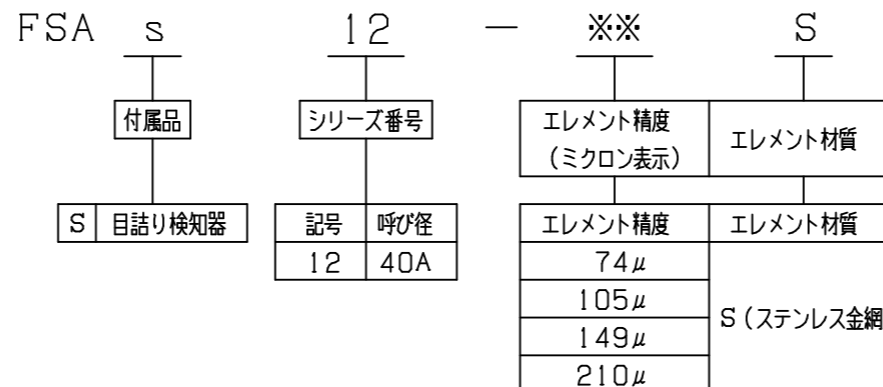 FSA s 12 － ※※ S
付属品 シリーズ番号 エレメント精度 (ミクロン表示) エレメント材質
S 目詰り検知器 記号 呼び径 エレメント精度 エレメント材質
12 40A 74μ
105μ
149μ
210μ
S (ステンレス金網